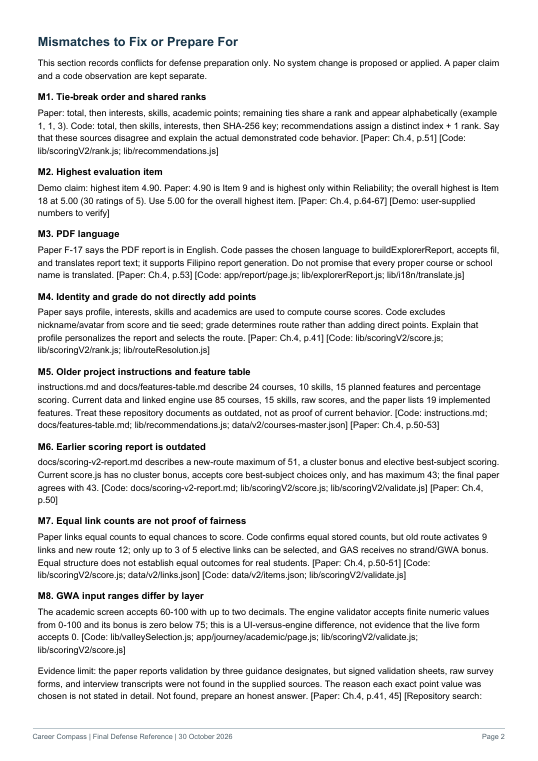 Mismatches to Fix or Prepare For
This section records conflicts for defense preparation only. No system change is proposed or applied. A paper claim
and a code observation are kept separate.
M1. Tie-break order and shared ranks
Paper: total, then interests, skills, academic points; remaining ties share a rank and appear alphabetically (example
1, 1, 3). Code: total, then skills, interests, then SHA-256 key; recommendations assign a distinct index + 1 rank. Say
that these sources disagree and explain the actual demonstrated code behavior. [Paper: Ch.4, p.51] [Code:
lib/scoringV2/rank.js; lib/recommendations.js]
M2. Highest evaluation item
Demo claim: highest item 4.90. Paper: 4.90 is Item 9 and is highest only within Reliability; the overall highest is Item
18 at 5.00 (30 ratings of 5). Use 5.00 for the overall highest item. [Paper: Ch.4, p.64-67] [Demo: user-supplied
numbers to verify]
M3. PDF language
Paper F-17 says the PDF report is in English. Code passes the chosen language to buildExplorerReport, accepts fil,
and translates report text; it supports Filipino report generation. Do not promise that every proper course or school
name is translated. [Paper: Ch.4, p.53] [Code: app/report/page.js; lib/explorerReport.js; lib/i18n/translate.js]
M4. Identity and grade do not directly add points
Paper says profile, interests, skills and academics are used to compute course scores. Code excludes
nickname/avatar from score and tie seed; grade determines route rather than adding direct points. Explain that
profile personalizes the report and selects the route. [Paper: Ch.4, p.41] [Code: lib/scoringV2/score.js;
lib/scoringV2/rank.js; lib/routeResolution.js]
M5. Older project instructions and feature table
instructions.md and docs/features-table.md describe 24 courses, 10 skills, 15 planned features and percentage
scoring. Current data and linked engine use 85 courses, 15 skills, raw scores, and the paper lists 19 implemented
features. Treat these repository documents as outdated, not as proof of current behavior. [Code: instructions.md;
docs/features-table.md; lib/recommendations.js; data/v2/courses-master.json] [Paper: Ch.4, p.50-53]
M6. Earlier scoring report is outdated
docs/scoring-v2-report.md describes a new-route maximum of 51, a cluster bonus and elective best-subject scoring.
Current score.js has no cluster bonus, accepts core best-subject choices only, and has maximum 43; the final paper
agrees with 43. [Code: docs/scoring-v2-report.md; lib/scoringV2/score.js; lib/scoringV2/validate.js] [Paper: Ch.4,
p.50]
M7. Equal link counts are not proof of fairness
Paper links equal counts to equal chances to score. Code confirms equal stored counts, but old route activates 9
links and new route 12; only up to 3 of 5 elective links can be selected, and GAS receives no strand/GWA bonus.
Equal structure does not establish equal outcomes for real students. [Paper: Ch.4, p.50-51] [Code:
lib/scoringV2/score.js; data/v2/links.json] [Code: data/v2/items.json; lib/scoringV2/validate.js]
M8. GWA input ranges differ by layer
The academic screen accepts 60-100 with up to two decimals. The engine validator accepts finite numeric values
from 0-100 and its bonus is zero below 75; this is a UI-versus-engine difference, not evidence that the live form
accepts 0. [Code: lib/valleySelection.js; app/journey/academic/page.js; lib/scoringV2/validate.js;
lib/scoringV2/score.js]
Evidence limit: the paper reports validation by three guidance designates, but signed validation sheets, raw survey
forms, and interview transcripts were not found in the supplied sources. The reason each exact point value was
chosen is not stated in detail. Not found, prepare an honest answer. [Paper: Ch.4, p.41, 45] [Repository search:
Career Compass | Final Defense Reference | 30 October 2026
Page 2